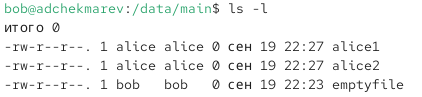 bob@adchekmarev:/data/main$ ls -l
итого 0
-rw-r--r--. 1 alice alice 0 сен 19 22:27 alice1
-rw-r--r--. 1 alice alice 0 сен 19 22:27 alice2
-rw-r--r--. 1 bob   bob   0 сен 19 22:23 emptyfile